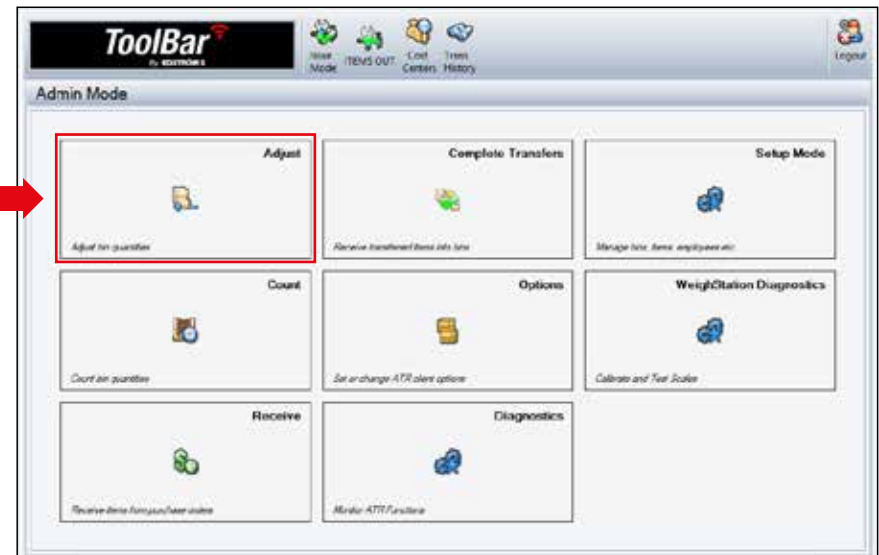 ToolBar
Issue Mode
ITEMS OUT
Cost Centers
Trans History
Logout
Admin Mode
Adjust
Adjust bin quantities
Complete Transfers
Receive transferred items into bins
Setup Mode
Manage bins, items, employees etc
Count
Count bin quantities
Options
Set or change ATR client options
WeighStation Diagnostics
Calibrate and Test Scales
Receive
Receive items from purchase orders
Diagnostics
Monitor ATR Functions